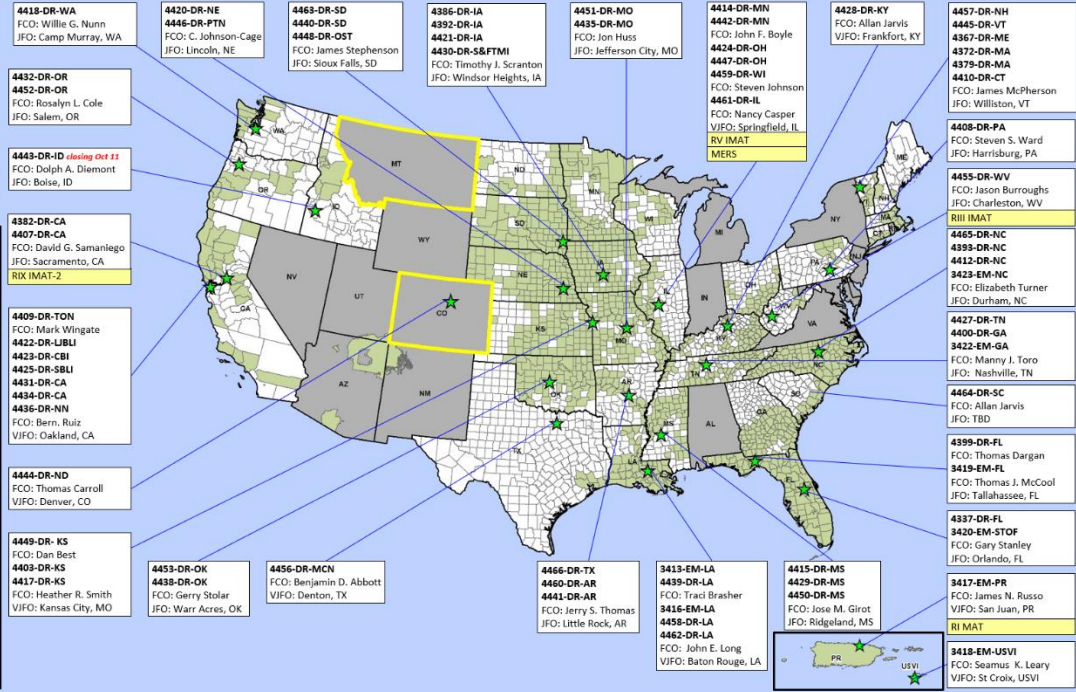 4418-DR-WA
FCO: Willie G. Nunn
JFO: Camp Murray, WA
4420-DR-NE
4446-DR-PTN
FCO: C. Johnson-Cage
JFO: Lincoln, NE
4463-DR-SD
4440-DR-SD
4448-DR-OST
FCO: James Stephenson
JFO: Sioux Falls, SD
4386-DR-IA
4392-DR-IA
4421-DR-IA
4430-DR-S&FTMI
FCO: Timothy J. Scranton
JFO: Windsor Heights, IA
4451-DR-MO
4435-DR-MO
FCO: Jon Huss
JFO: Jefferson City, MO
4414-DR-MN
4442-DR-MN
FCO: John F. Boyle
4424-DR-OH
4447-DR-OH
4459-DR-WI
FCO: Steven Johnson
4461-DR-IL
FCO: Nancy Casper
VJFO: Springfield, IL
RV IMAT
MERS
4428-DR-KY
FCO: Allan Jarvis
VJFO: Frankfort, KY
4457-DR-NH
4445-DR-VT
4367-DR-ME
4372-DR-MA
4379-DR-MA
4410-DR-CT
FCO: James McPherson
JFO: Williston, VT
4432-DR-OR
4452-DR-OR
FCO: Rosalyn L. Cole
JFO: Salem, OR
4443-DR-ID closing Oct 11
FCO: Dolph A. Diemont
JFO: Boise, ID
4382-DR-CA
4407-DR-CA
FCO: David G. Samaniego
JFO: Sacramento, CA
RIX IMAT-2
4409-DR-TON
FCO: Mark Wingate
4422-DR-LJBLI
4423-DR-CBI
4425-DR-SBLI
4431-DR-CA
4434-DR-CA
4436-DR-NN
FCO: Bern. Ruiz
VJFO: Oakland, CA
4444-DR-ND
FCO: Thomas Carroll
VJFO: Denver, CO
4449-DR- KS
FCO: Dan Best
4403-DR-KS
4417-DR-KS
FCO: Heather R. Smith
VJFO: Kansas City, MO
4453-DR-OK
4438-DR-OK
FCO: Gerry Stolar
JFO: Warr Acres, OK
4456-DR-MCN
FCO: Benjamin D. Abbott
VJFO: Denton, TX
4466-DR-TX
4460-DR-AR
4441-DR-AR
FCO: Jerry S. Thomas
JFO: Little Rock, AR
3413-EM-LA
4439-DR-LA
FCO: Traci Brasher
3416-EM-LA
4458-DR-LA
4462-DR-LA
FCO: John E. Long
VJFO: Baton Rouge, LA
4415-DR-MS
4429-DR-MS
4450-DR-MS
FCO: Jose M. Girot
JFO: Ridgeland, MS
4408-DR-PA
FCO: Steven S. Ward
JFO: Harrisburg, PA
4455-DR-WV
FCO: Jason Burroughs
JFO: Charleston, WV
RIII IMAT
4465-DR-NC
4393-DR-NC
4412-DR-NC
3423-EM-NC
FCO: Elizabeth Turner
JFO: Durham, NC
4427-DR-TN
4400-DR-GA
3422-EM-GA
FCO: Manny J. Toro
JFO: Nashville, TN
4464-DR-SC
FCO: Allan Jarvis
JFO: TBD
4399-DR-FL
FCO: Thomas Dargan
3419-EM-FL
FCO: Thomas J. McCool
JFO: Tallahassee, FL
4337-DR-FL
3420-EM-STOF
FCO: Gary Stanley
JFO: Orlando, FL
3417-EM-PR
FCO: James N. Russo
VJFO: San Juan, PR
RI MAT
3418-EM-USVI
FCO: Seamus K. Leary
VJFO: St Croix, USVI
WA
MT
ND
MN
ME
OR
ID
SD
WI
VT
NH
NY
MA
CT
RI
WY
MI
IA
NE
PA
NJ
NV
UT
CO
IL
IN
OH
WV
VA
CA
KS
MO
KY
NC
TN
AZ
NM
OK
AR
SC
GA
AL
MS
TX
LA
FL
PR
USVI